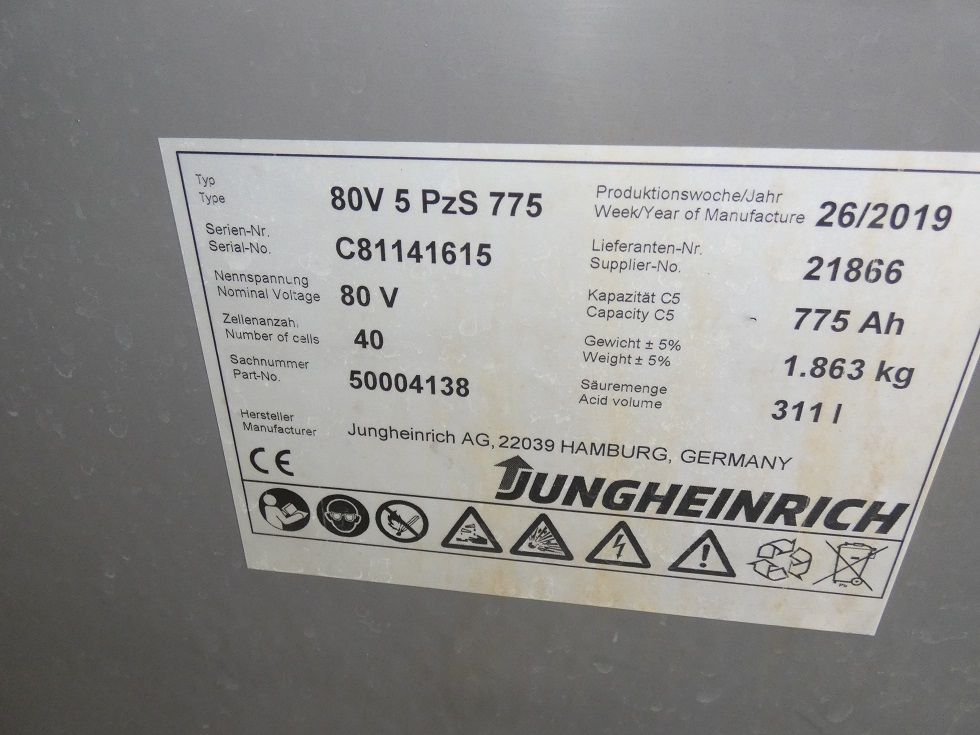 Typ
Type
80V 5 PzS 775
Produktionswoche/Jahr
Week/Year of Manufacture
26/2019
Serien-Nr.
Serial-No.
C81141615
Lieferanten-Nr.
Supplier-No.
21866
Nennspannung
Nominal Voltage
80 V
Kapazität C5
Capacity C5
775 Ah
Zellenanzahl
Number of cells
40
Gewicht ± 5%
Weight ± 5%
1.863 kg
Sachnummer
Part-No.
50004138
Säuremenge
Acid volume
311 l
Hersteller
Manufacturer
Jungheinrich AG, 22039 HAMBURG, GERMANY
CE
JUNGHEINRICH